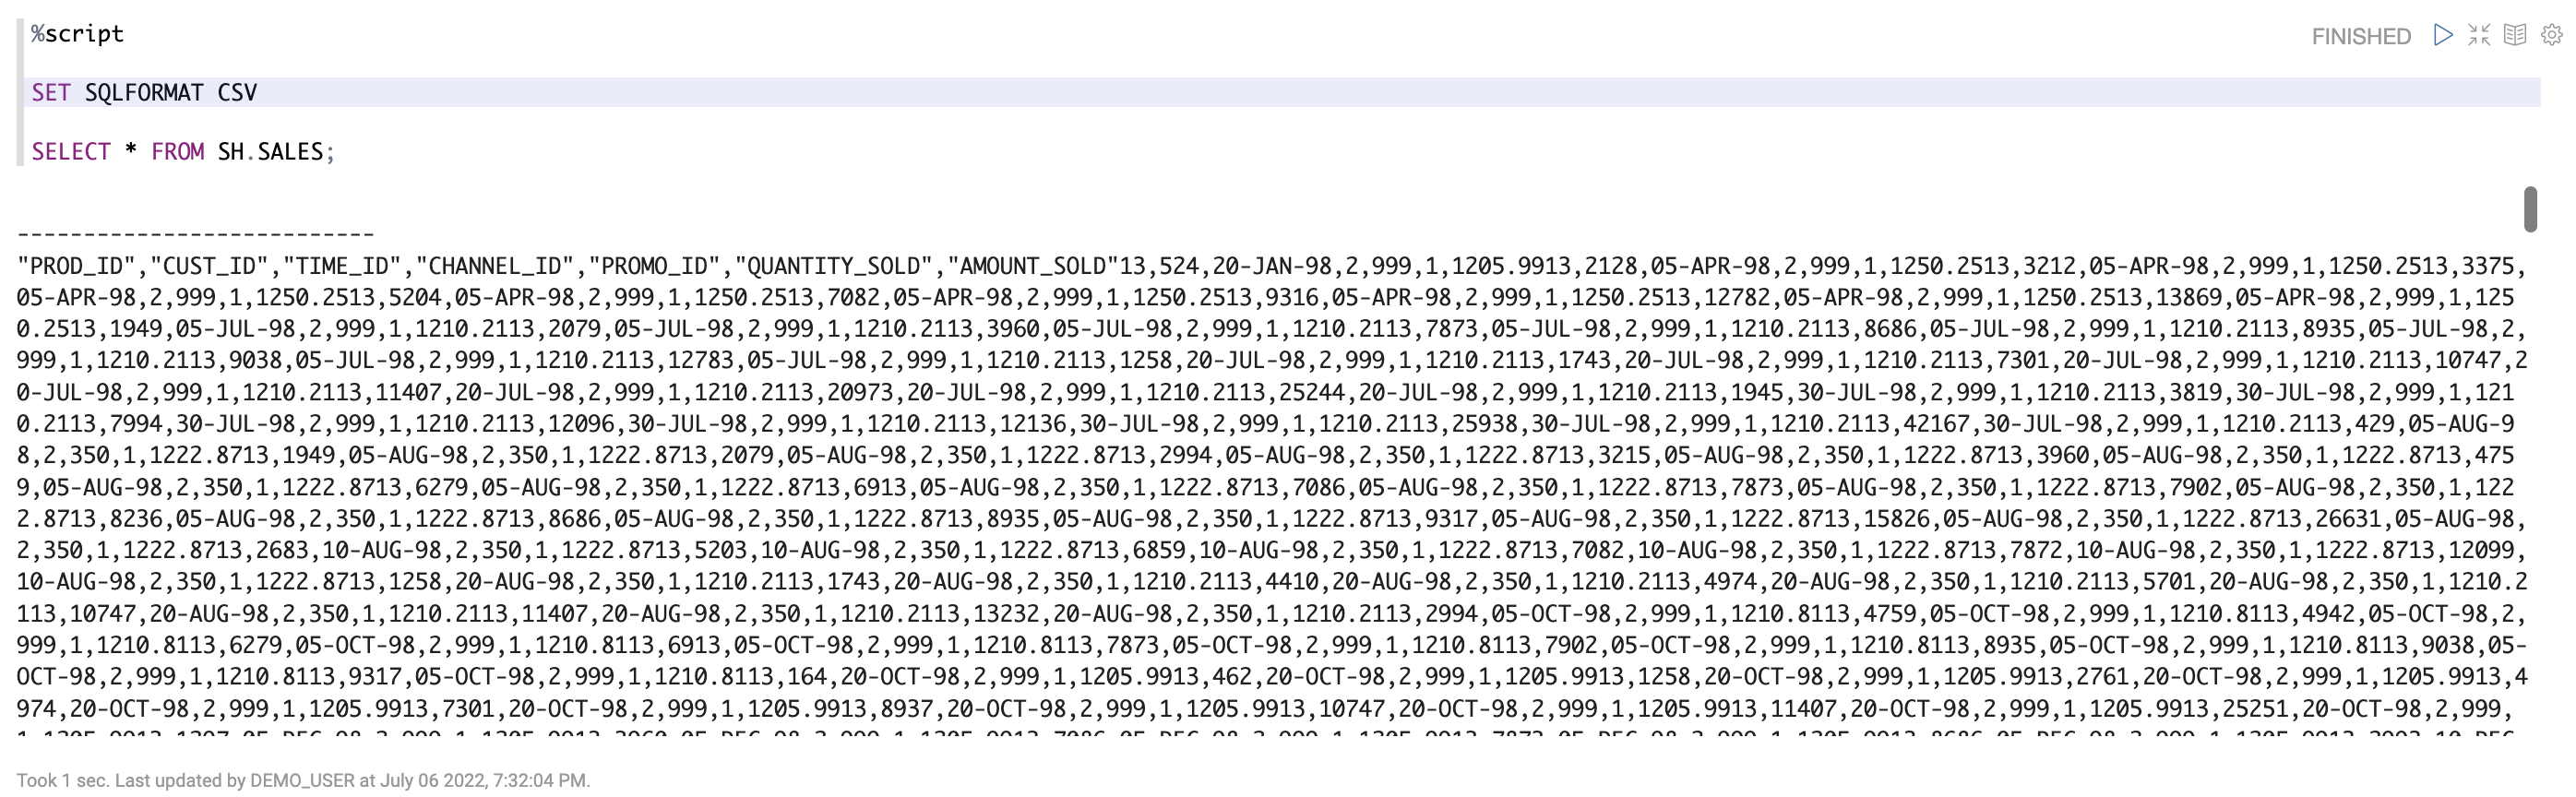 %script
FINISHED
SET SQLFORMAT CSV
SELECT * FROM SH.SALES;
---------------------------
"PROD_ID","CUST_ID","TIME_ID","CHANNEL_ID","PROMO_ID","QUANTITY_SOLD","AMOUNT_SOLD"13,524,20-JAN-98,2,999,1,1205.9913,2128,05-APR-98,2,999,1,1250.2513,3212,05-APR-98,2,999,1,1250.2513,3375,
05-APR-98,2,999,1,1250.2513,5204,05-APR-98,2,999,1,1250.2513,7082,05-APR-98,2,999,1,1250.2513,9316,05-APR-98,2,999,1,1250.2513,12782,05-APR-98,2,999,1,1250.2513,13869,05-APR-98,2,999,1,125
0.2513,1949,05-JUL-98,2,999,1,1210.2113,2079,05-JUL-98,2,999,1,1210.2113,3960,05-JUL-98,2,999,1,1210.2113,7873,05-JUL-98,2,999,1,1210.2113,8686,05-JUL-98,2,999,1,1210.2113,8935,05-JUL-98,2,
999,1,1210.2113,9038,05-JUL-98,2,999,1,1210.2113,12783,05-JUL-98,2,999,1,1210.2113,1258,20-JUL-98,2,999,1,1210.2113,1743,20-JUL-98,2,999,1,1210.2113,7301,20-JUL-98,2,999,1,1210.2113,10747,2
0-JUL-98,2,999,1,1210.2113,11407,20-JUL-98,2,999,1,1210.2113,20973,20-JUL-98,2,999,1,1210.2113,25244,20-JUL-98,2,999,1,1210.2113,1945,30-JUL-98,2,999,1,1210.2113,3819,30-JUL-98,2,999,1,121
0.2113,7994,30-JUL-98,2,999,1,1210.2113,12096,30-JUL-98,2,999,1,1210.2113,12136,30-JUL-98,2,999,1,1210.2113,25938,30-JUL-98,2,999,1,1210.2113,42167,30-JUL-98,2,999,1,1210.2113,429,05-AUG-9
8,2,350,1,1222.8713,1949,05-AUG-98,2,350,1,1222.8713,2079,05-AUG-98,2,350,1,1222.8713,2994,05-AUG-98,2,350,1,1222.8713,3215,05-AUG-98,2,350,1,1222.8713,3960,05-AUG-98,2,350,1,1222.8713,475
9,05-AUG-98,2,350,1,1222.8713,6279,05-AUG-98,2,350,1,1222.8713,6913,05-AUG-98,2,350,1,1222.8713,7086,05-AUG-98,2,350,1,1222.8713,7873,05-AUG-98,2,350,1,1222.8713,7902,05-AUG-98,2,350,1,122
2.8713,8236,05-AUG-98,2,350,1,1222.8713,8686,05-AUG-98,2,350,1,1222.8713,8935,05-AUG-98,2,350,1,1222.8713,9317,05-AUG-98,2,350,1,1222.8713,15826,05-AUG-98,2,350,1,1222.8713,26631,05-AUG-98,
2,350,1,1222.8713,2683,10-AUG-98,2,350,1,1222.8713,5203,10-AUG-98,2,350,1,1222.8713,6859,10-AUG-98,2,350,1,1222.8713,7082,10-AUG-98,2,350,1,1222.8713,7872,10-AUG-98,2,350,1,1222.8713,12099,
10-AUG-98,2,350,1,1222.8713,1258,20-AUG-98,2,350,1,1210.2113,1743,20-AUG-98,2,350,1,1210.2113,4410,20-AUG-98,2,350,1,1210.2113,4974,20-AUG-98,2,350,1,1210.2113,5701,20-AUG-98,2,350,1,1210.2
113,10747,20-AUG-98,2,350,1,1210.2113,11407,20-AUG-98,2,350,1,1210.2113,13232,20-AUG-98,2,350,1,1210.2113,2994,05-OCT-98,2,999,1,1210.8113,4759,05-OCT-98,2,999,1,1210.8113,4942,05-OCT-98,2,
999,1,1210.8113,6279,05-OCT-98,2,999,1,1210.8113,6913,05-OCT-98,2,999,1,1210.8113,7873,05-OCT-98,2,999,1,1210.8113,7902,05-OCT-98,2,999,1,1210.8113,8935,05-OCT-98,2,999,1,1210.8113,9038,05-
OCT-98,2,999,1,1210.8113,9317,05-OCT-98,2,999,1,1210.8113,164,20-OCT-98,2,999,1,1205.9913,462,20-OCT-98,2,999,1,1205.9913,1258,20-OCT-98,2,999,1,1205.9913,2761,20-OCT-98,2,999,1,1205.9913,4
974,20-OCT-98,2,999,1,1205.9913,7301,20-OCT-98,2,999,1,1205.9913,8937,20-OCT-98,2,999,1,1205.9913,10747,20-OCT-98,2,999,1,1205.9913,11407,20-OCT-98,2,999,1,1205.9913,25251,20-OCT-98,2,999,
Took 1 sec. Last updated by DEMO_USER at July 06 2022, 7:32:04 PM.